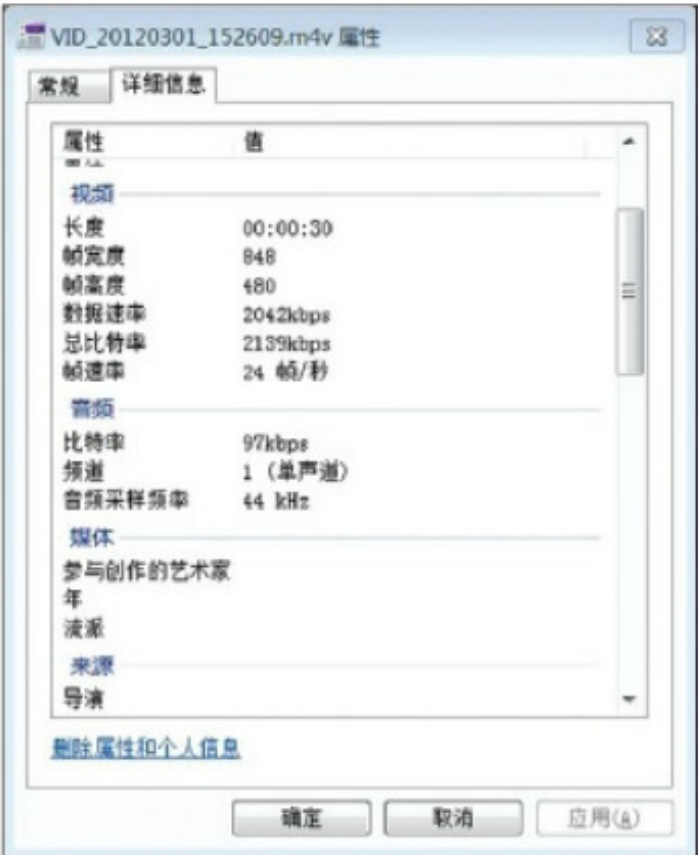 VID_20120301_152609.m4v 属性
常规 详细信息
属性 值
视频
长度 00:00:30
帧宽度 848
帧高度 480
数据速率 2042kbps
总比特率 2139kbps
帧速率 24 帧/秒
音频
比特率 97kbps
频道 1 (单声道)
音频采样频率 44 kHz
媒体
参与创作的艺术家
年
流派
来源
导演
删除属性和个人信息
确定 取消 应用(A)